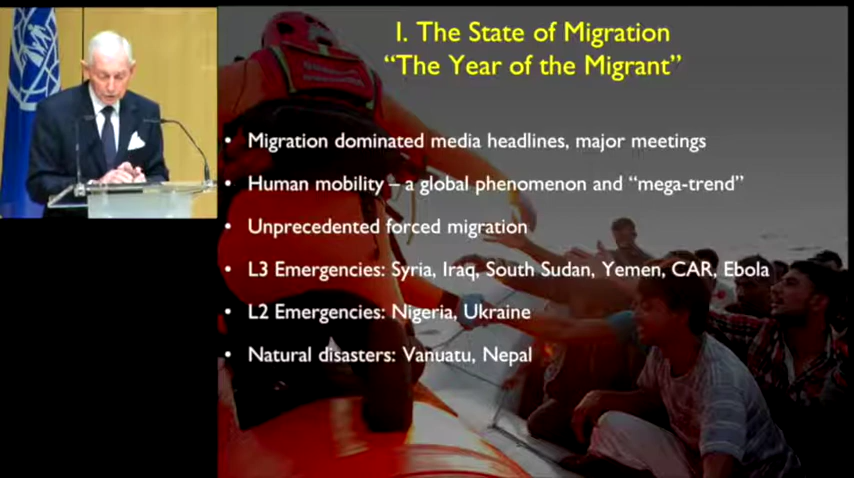 I. The State of Migration
“The Year of the Migrant”
• Migration dominated media headlines, major meetings
• Human mobility – a global phenomenon and “mega-trend”
• Unprecedented forced migration
• L3 Emergencies: Syria, Iraq, South Sudan, Yemen, CAR, Ebola
• L2 Emergencies: Nigeria, Ukraine
• Natural disasters: Vanuatu, Nepal